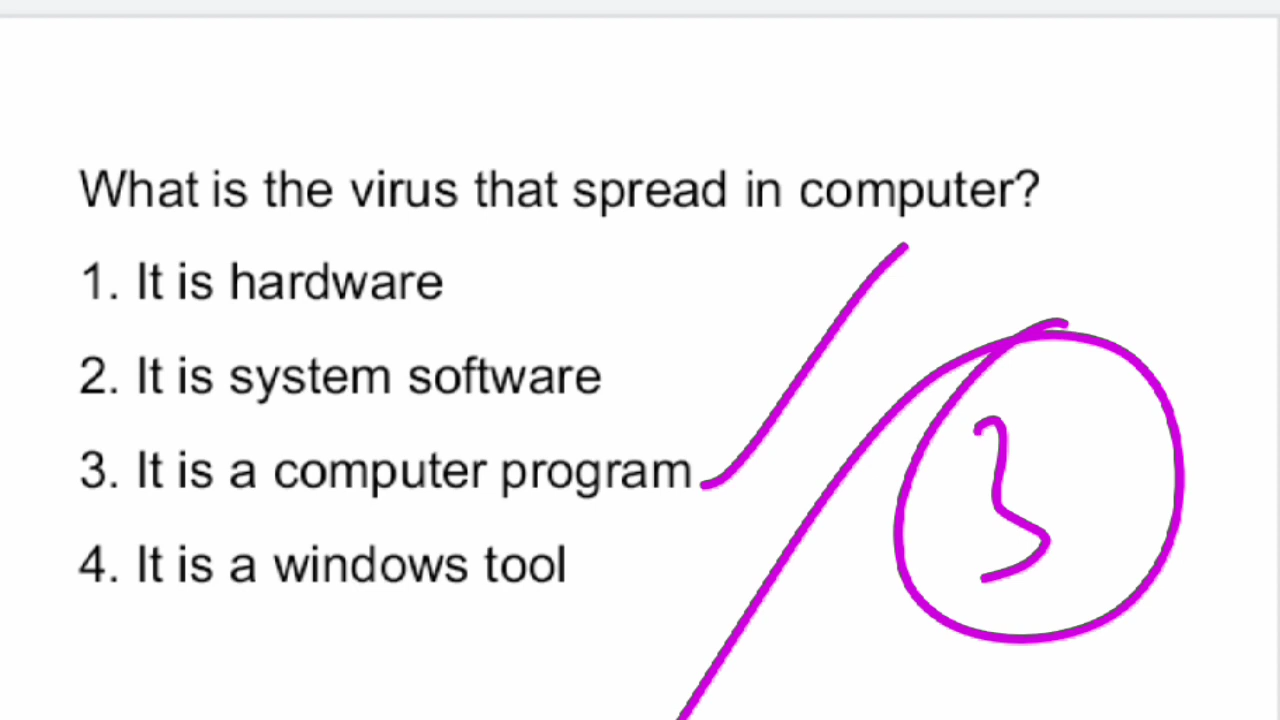 What is the virus that spread in computer?
1. It is hardware
2. It is system software
3. It is a computer program
4. It is a windows tool
3